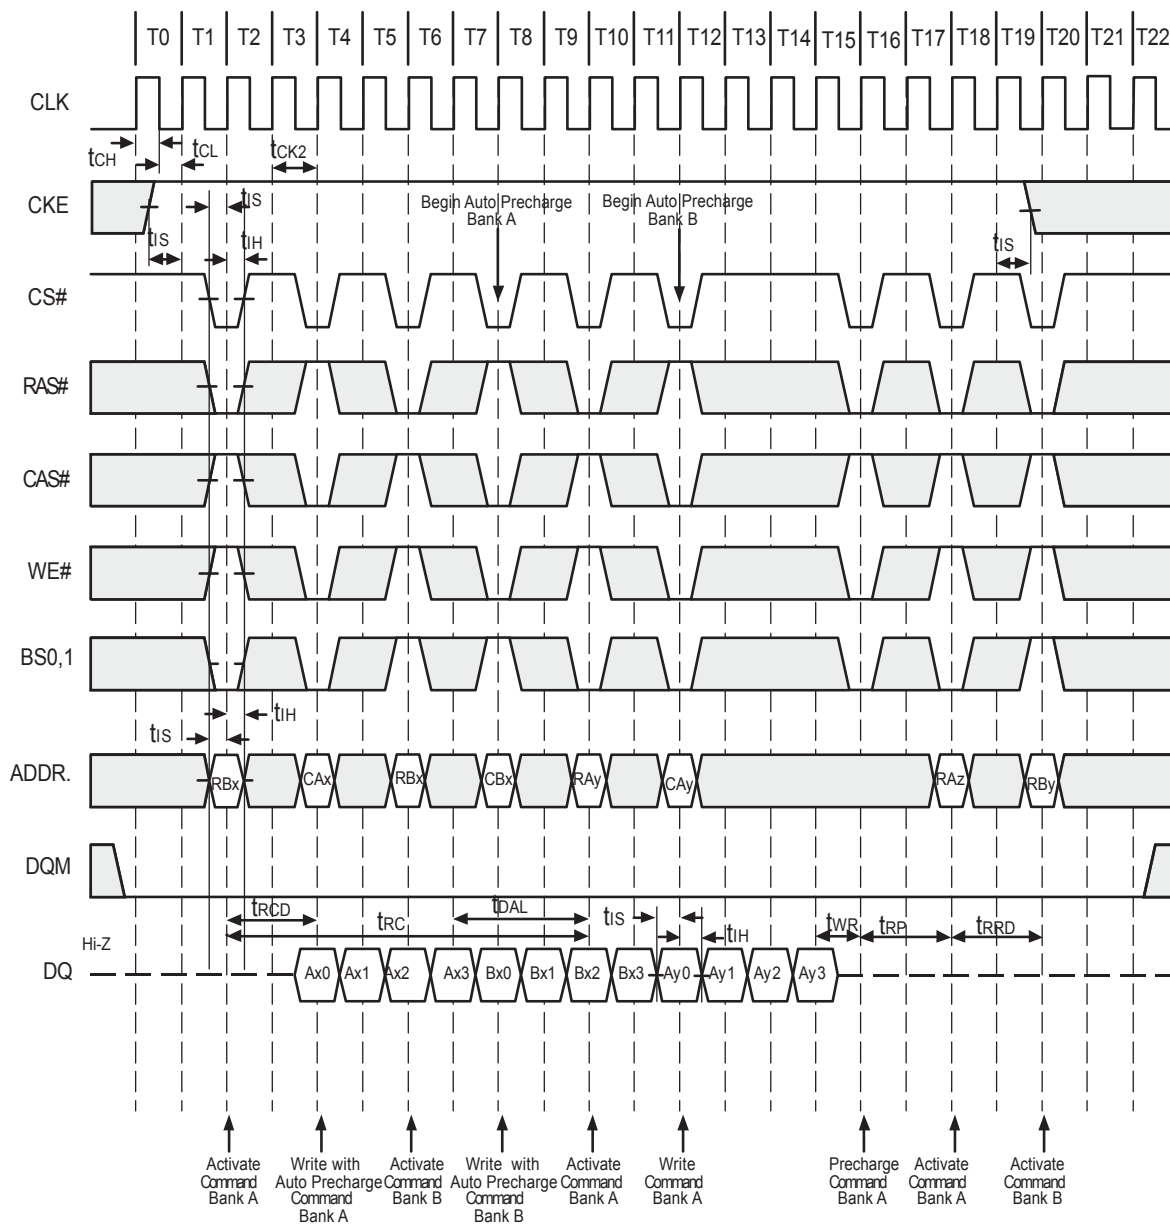 T0 T1 T2 T3 T4 T5 T6 T7 T8 T9 T10 T11 T12 T13 T14 T15 T16 T17 T18 T19 T20 T21 T22
CLK
tCH tCL tCK2
CKE
tIS
Begin Auto Precharge
Bank A
Begin Auto Precharge
Bank B
tIS tIH tIS
CS#
RAS#
CAS#
WE#
BS0,1
tIH
tIS
ADDR.
RBx CAx RBx CBx RAy CAy RAz RBy
DQM
tRCD tDAL tIS tWR tRP tRRD
tRC tIH
Hi-Z
DQ
Ax0 Ax1 Ax2 Ax3 Bx0 Bx1 Bx2 Bx3 Ay0 Ay1 Ay2 Ay3
Activate
Command
Bank A
Write with
Auto Precharge
Command
Bank A
Activate
Command
Bank B
Write with
Auto Precharge
Command
Bank B
Activate
Command
Bank A
Write
Command
Bank A
Precharge
Command
Bank A
Activate
Command
Bank A
Activate
Command
Bank B